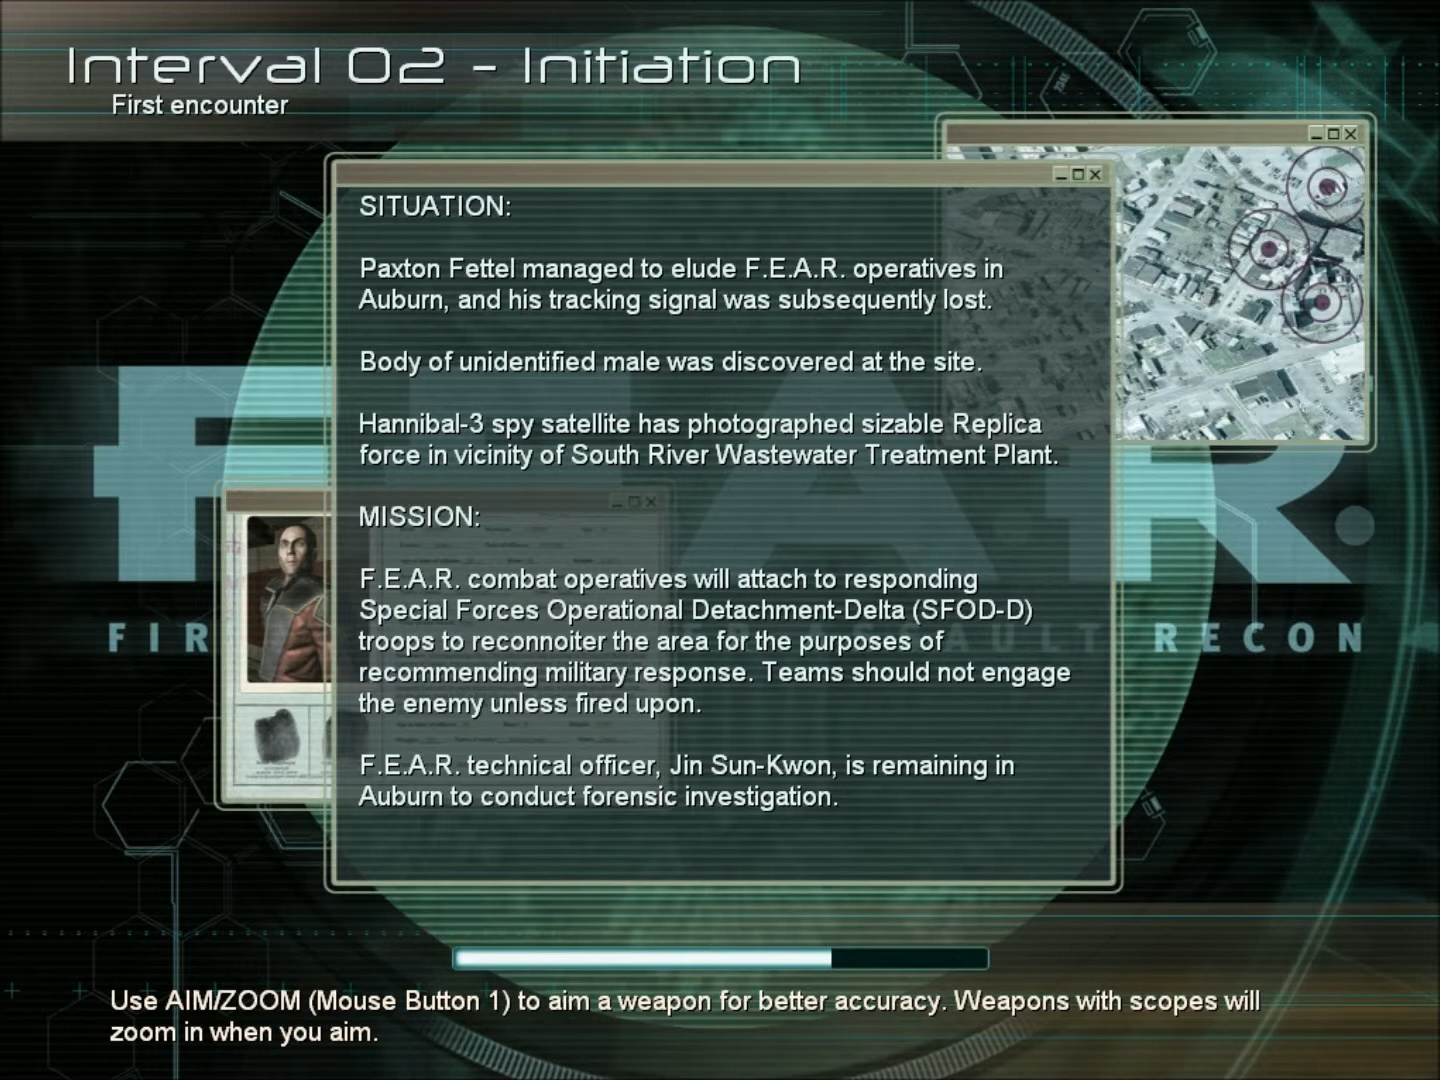 Interval 02 - Initiation
First encounter
SITUATION:
Paxton Fettel managed to elude F.E.A.R. operatives in
Auburn, and his tracking signal was subsequently lost.
Body of unidentified male was discovered at the site.
Hannibal-3 spy satellite has photographed sizable Replica
force in vicinity of South River Wastewater Treatment Plant.
MISSION:
F.E.A.R. combat operatives will attach to responding
Special Forces Operational Detachment-Delta (SFOD-D)
troops to reconnoiter the area for the purposes of
recommending military response. Teams should not engage
the enemy unless fired upon.
F.E.A.R. technical officer, Jin Sun-Kwon, is remaining in
Auburn to conduct forensic investigation.
F.E.A.R.
RECON
Use AIM/ZOOM (Mouse Button 1) to aim a weapon for better accuracy. Weapons with scopes will
zoom in when you aim.